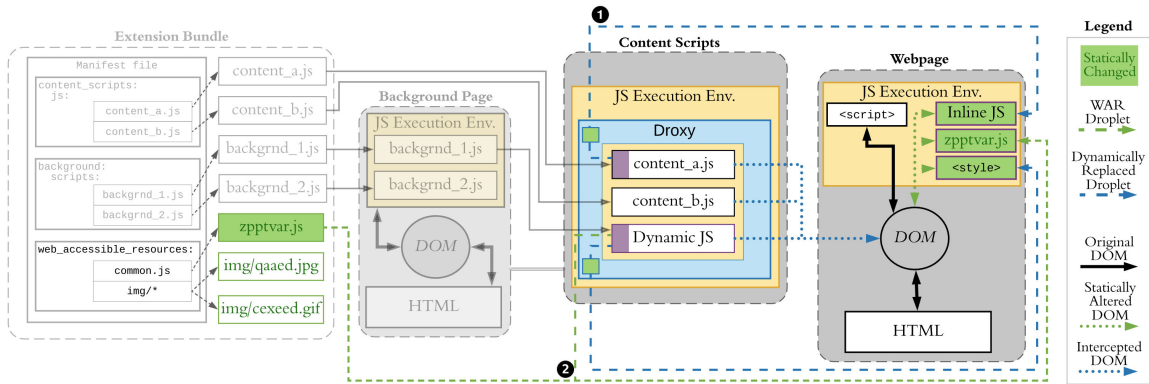 Extension Bundle
Manifest file
content_scripts:
js:
content_a.js
content_b.js
background:
scripts:
backgrnd_1.js
backgrnd_2.js
web_accessible_resources:
common.js
img/*
content_a.js
content_b.js
backgrnd_1.js
backgrnd_2.js
zpptvar.js
img/qaaed.jpg
img/cexeed.gif
Background Page
JS Execution Env.
backgrnd_1.js
backgrnd_2.js
DOM
HTML
1
2
Content Scripts
JS Execution Env.
Droxy
content_a.js
content_b.js
Dynamic JS
Webpage
JS Execution Env.
<script>
Inline JS
zpptvar.js
<style>
DOM
HTML
Legend
Statically
Changed
WAR
Droplet
Dynamically
Replaced
Droplet
Original
DOM
Statically
Altered
DOM
Intercepted
DOM